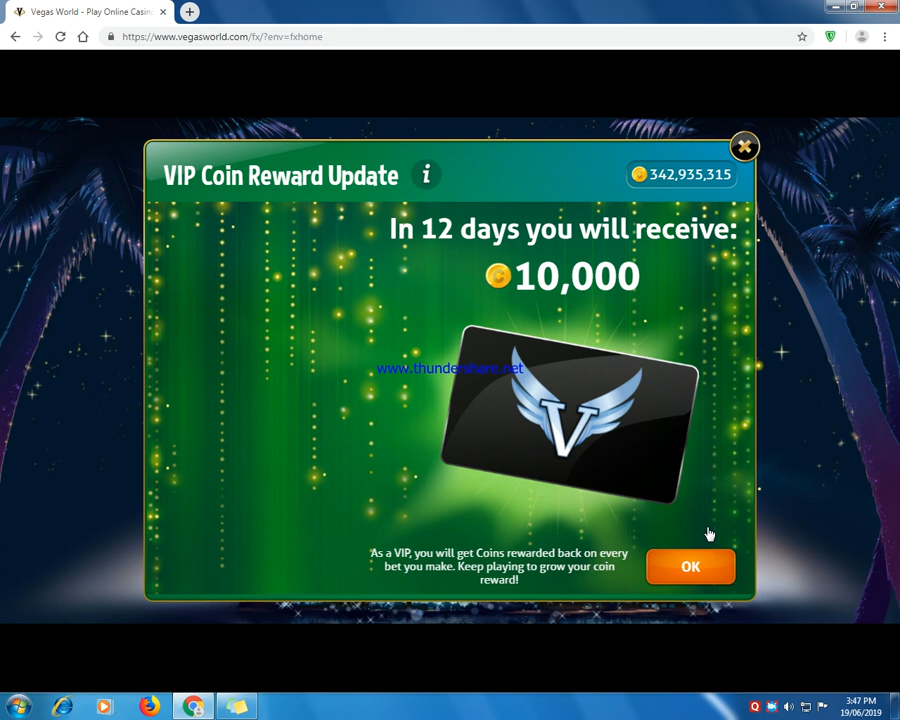 Vegas World - Play Online Casino
https://www.vegasworld.com/fx/?env=fxhome
VIP Coin Reward Update
i
342,935,315
In 12 days you will receive:
10,000
www.thundershare.net
V
As a VIP, you will get Coins rewarded back on every
bet you make. Keep playing to grow your coin
reward!
OK
3:47 PM
19/06/2019